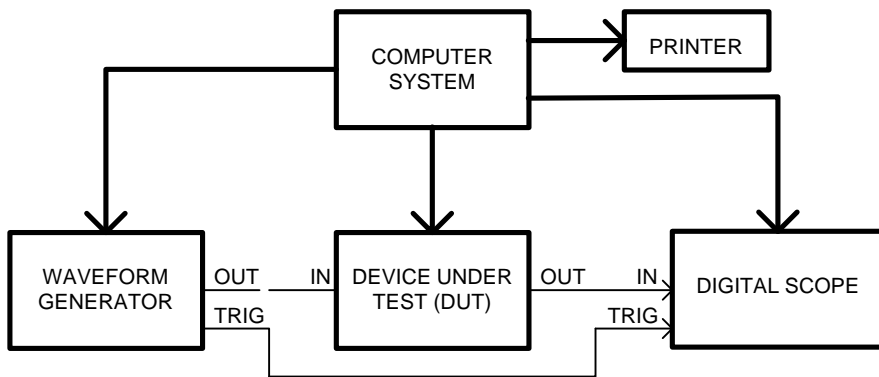 COMPUTER
SYSTEM
PRINTER
WAVEFORM
GENERATOR
OUT
TRIG
IN
DEVICE UNDER
TEST (DUT)
OUT
IN
TRIG
DIGITAL SCOPE